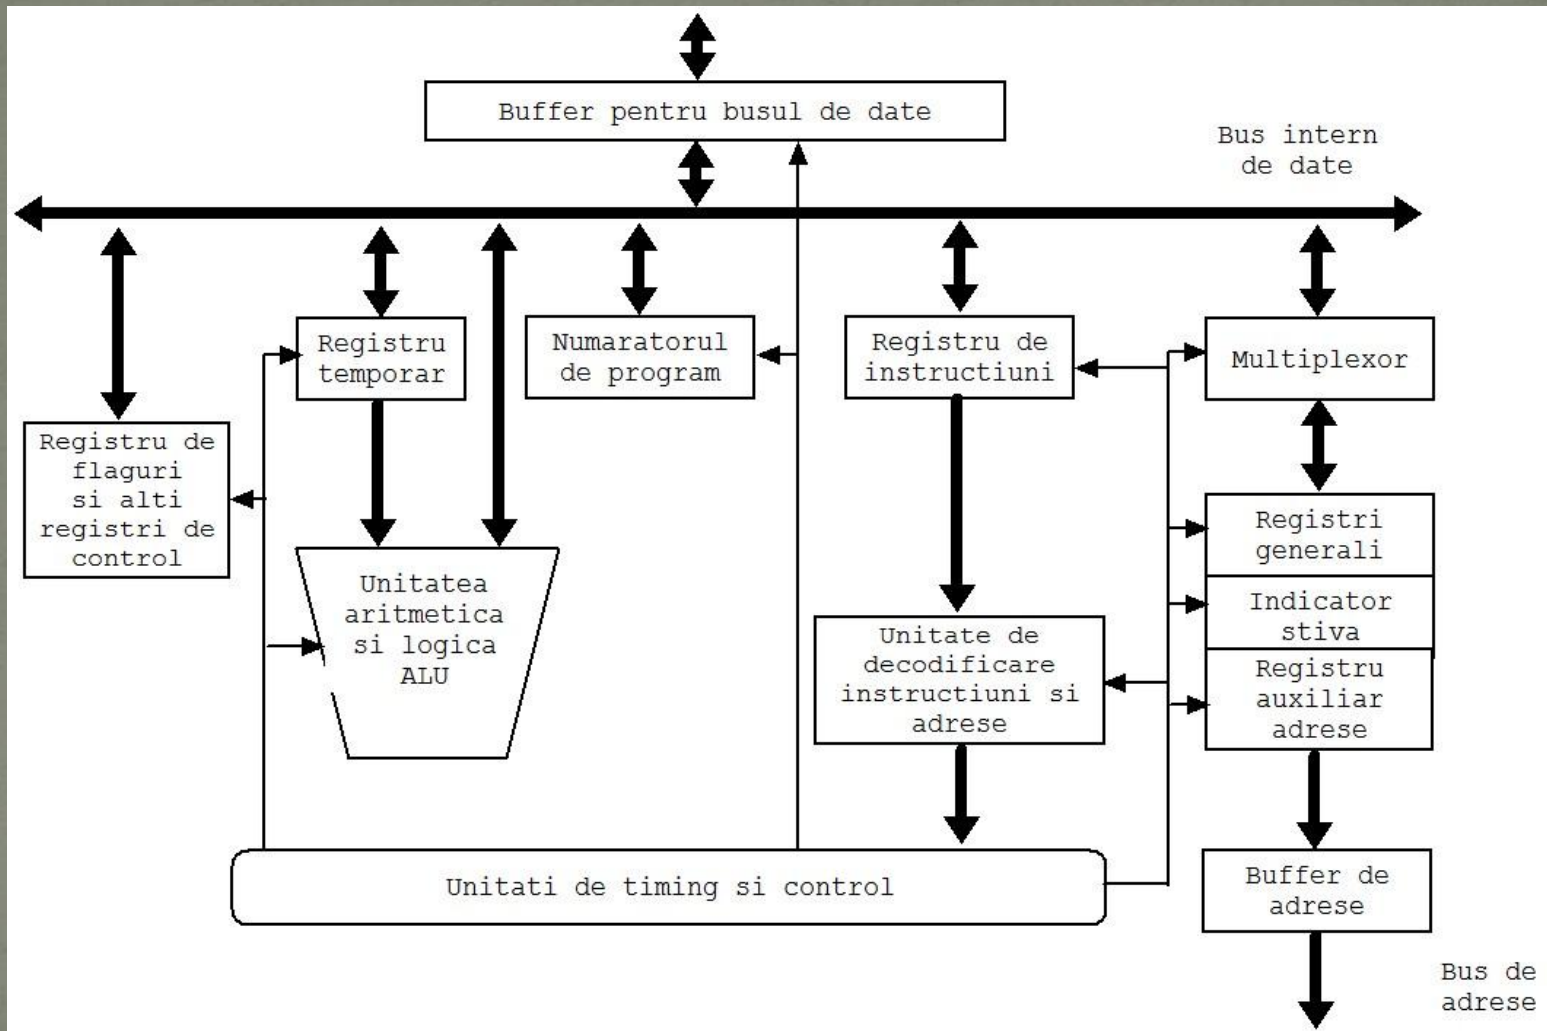 Buffer pentru busul de date
Bus intern
de date
Registru
temporar
Numaratorul
de program
Registru de
instructiuni
Multiplexor
Registru de
flaguri
si alti
registri de
control
Registri
generali
Unitatea
aritmetica
si logica
ALU
Indicator
stiva
Unitate de
decodificare
instructiuni si
adrese
Registru
auxiliar
adrese
Unitati de timing si control
Buffer de
adrese
Bus de
adrese